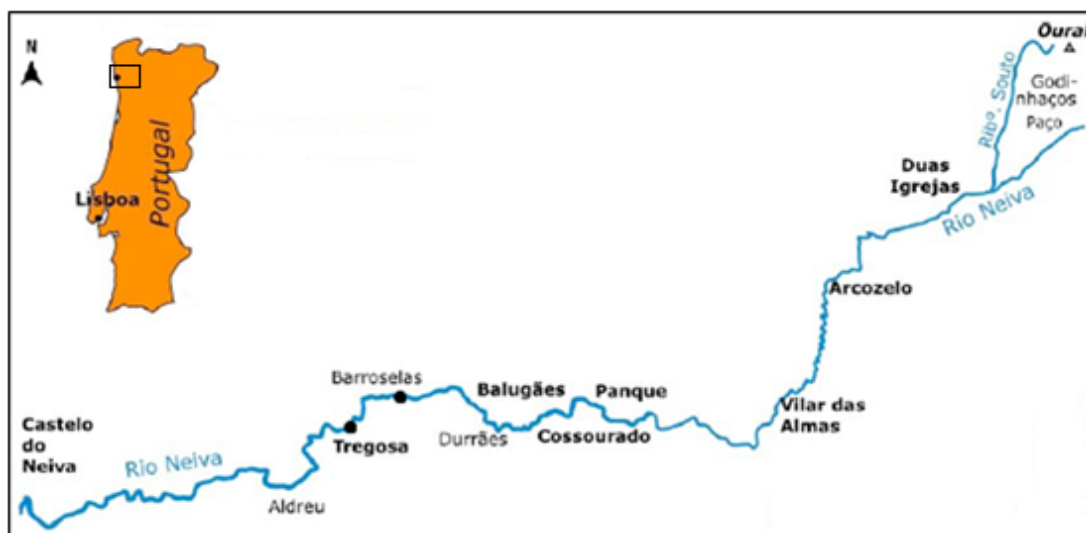 N
Portugal
Lisboa
Oural
Ribº. Souto
Godi-
nhaços
Paço
Duas
Igrejas
Rio Neiva
Arcozelo
Vilar das
Almas
Barroselas
Balugães
Panque
Cossourado
Durrães
Tregosa
Castelo
do
Neiva
Rio Neiva
Aldreu